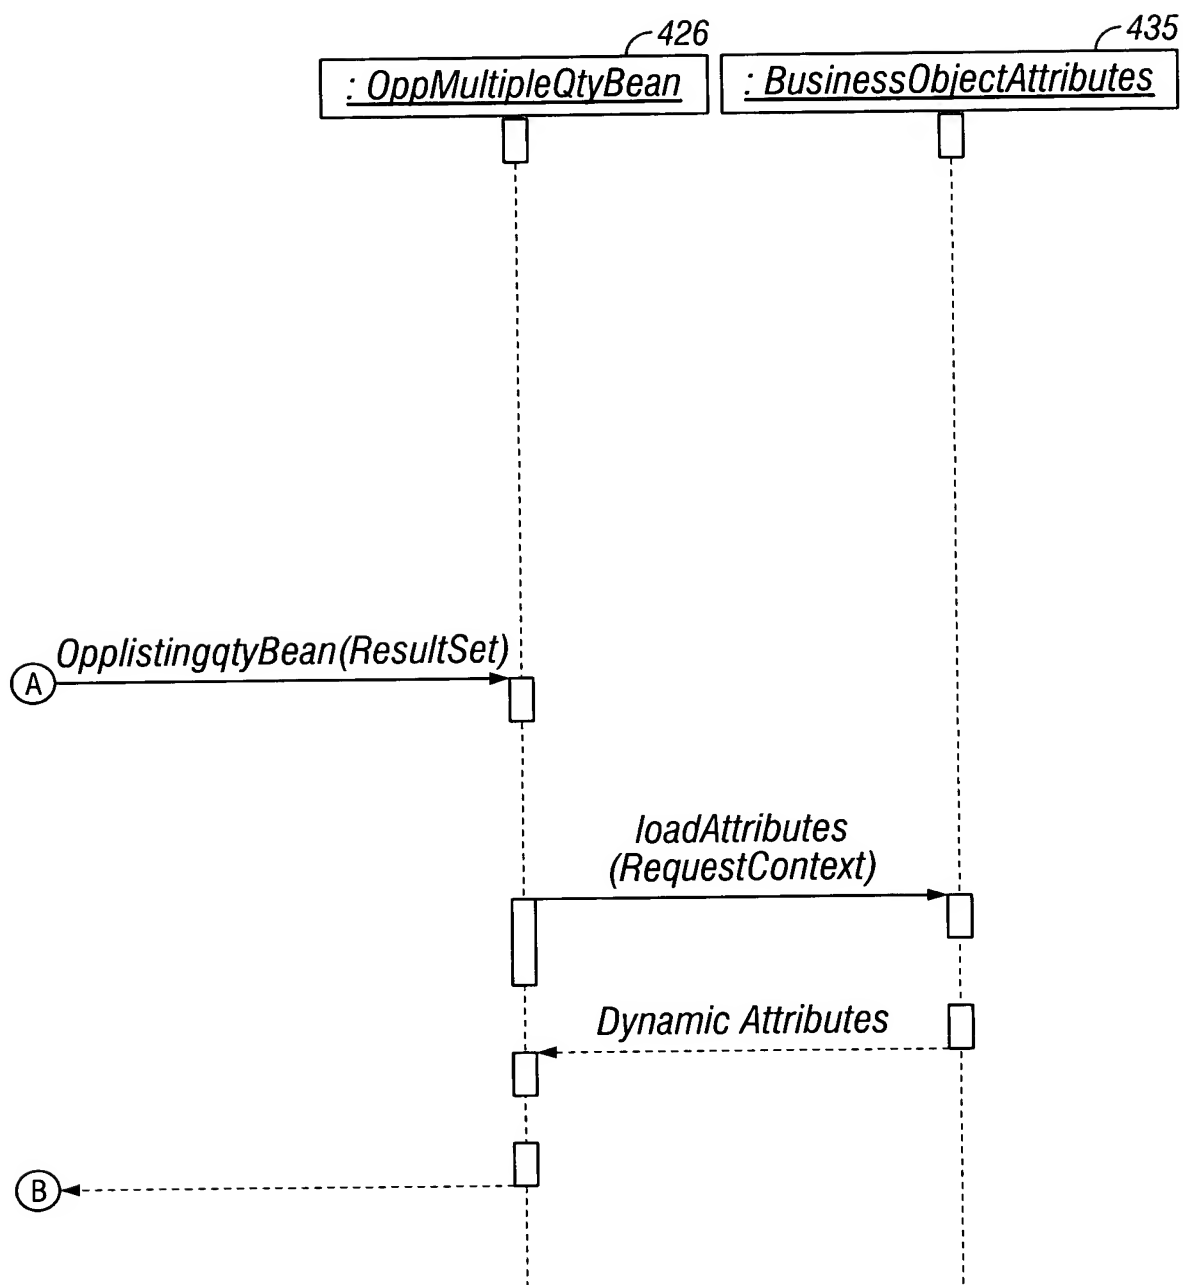 426
435
: OppMultipleQtyBean
: BusinessObjectAttributes
OpplistingqtyBean(ResultSet)
A
loadAttributes
(RequestContext)
Dynamic Attributes
B